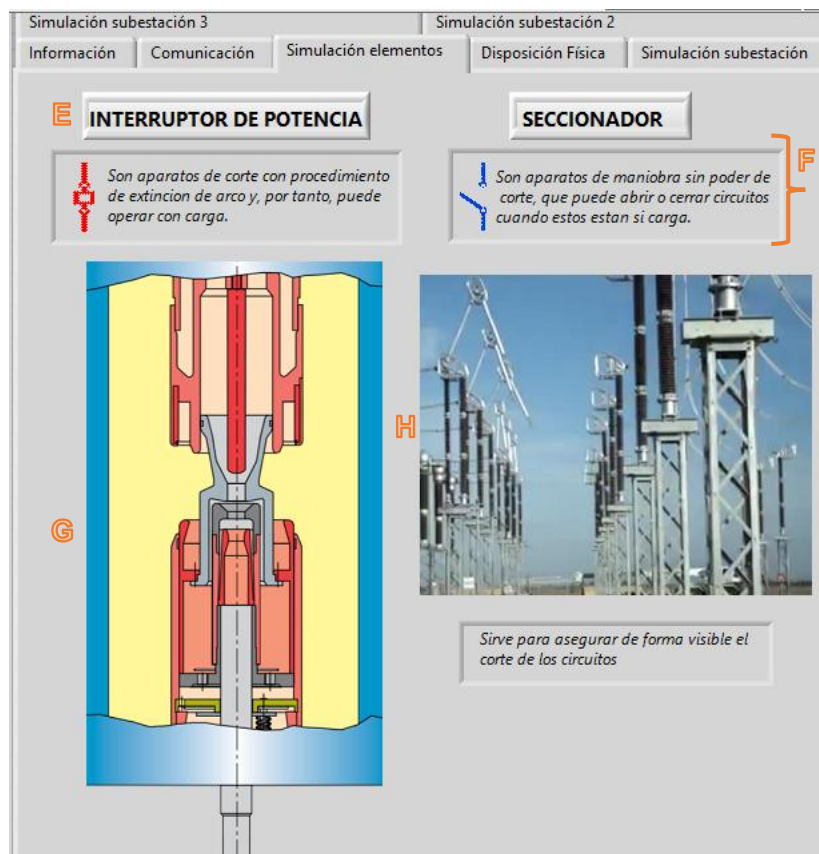 Simulación subestación 3
Simulación subestación 2
Información
Comunicación
Simulación elementos
Disposición Física
Simulación subestación
E
INTERRUPTOR DE POTENCIA
SECCIONADOR
Son aparatos de corte con procedimiento
de extincion de arco y, por tanto, puede
operar con carga.
Son aparatos de maniobra sin poder de
corte, que puede abrir o cerrar circuitos
cuando estos estan si carga.
F
H
G
Sirve para asegurar de forma visible el
corte de los circuitos